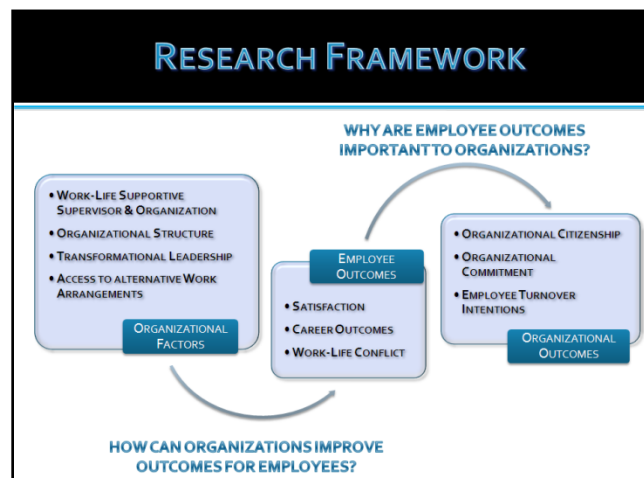 RESEARCH FRAMEWORK
WHY ARE EMPLOYEE OUTCOMES
IMPORTANT TO ORGANIZATIONS?
• WORK-LIFE SUPPORTIVE
SUPERVISOR & ORGANIZATION
• ORGANIZATIONAL STRUCTURE
• TRANSFORMATIONAL LEADERSHIP
• ACCESS TO ALTERNATIVE WORK
ARRANGEMENTS
ORGANIZATIONAL
FACTORS
EMPLOYEE
OUTCOMES
• SATISFACTION
• CAREER OUTCOMES
• WORK-LIFE CONFLICT
• ORGANIZATIONAL CITIZENSHIP
• ORGANIZATIONAL
COMMITMENT
• EMPLOYEE TURNOVER
INTENTIONS
ORGANIZATIONAL
OUTCOMES
HOW CAN ORGANIZATIONS IMPROVE
OUTCOMES FOR EMPLOYEES?